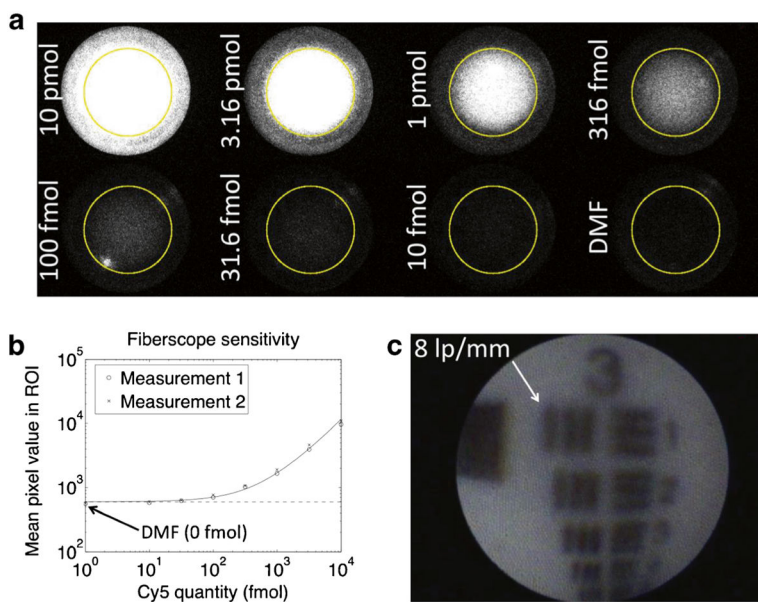 a
10 pmol
3.16 pmol
1 pmol
316 fmol
100 fmol
31.6 fmol
10 fmol
DMF
b
Fiberscope sensitivity
Mean pixel value in ROI
10^5
10^4
10^3
10^2
Measurement 1
Measurement 2
DMF (0 fmol)
10^0 10^1 10^2 10^3 10^4
Cy5 quantity (fmol)
c
8 lp/mm
3
1
2
3